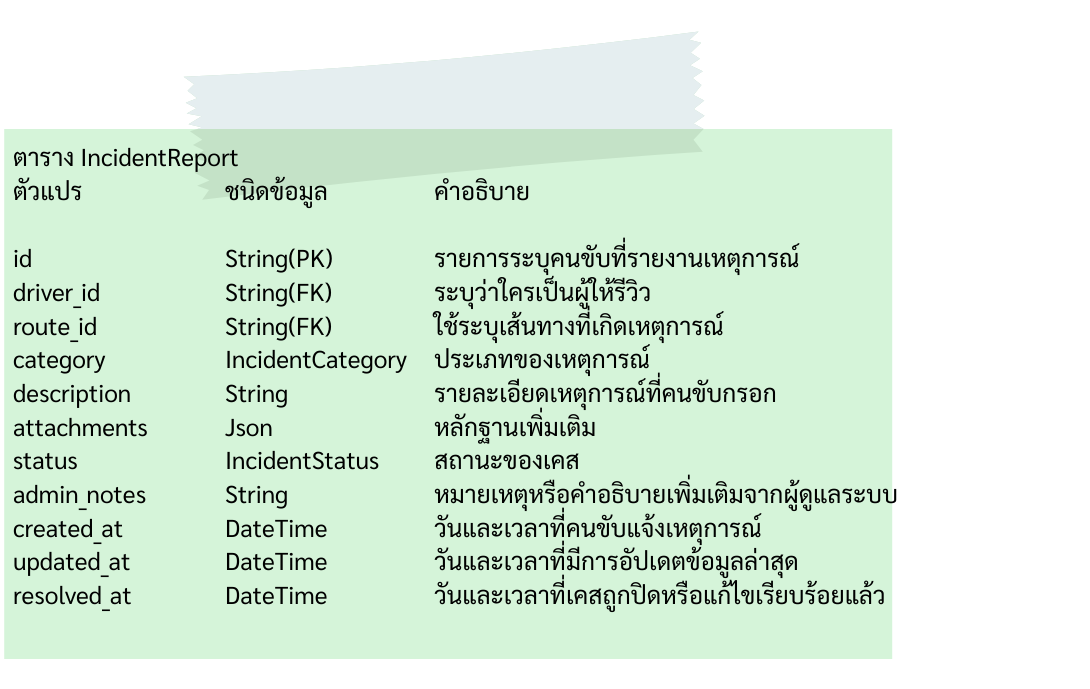 ตาราง IncidentReport
ตัวแปร ชนิดข้อมูล คำอธิบาย
id String(PK) รายการระบุคนขับที่รายงานเหตุการณ์
driver_id String(FK) ระบุว่าใครเป็นผู้ให้รีวิว
route_id String(FK) ใช้ระบุเส้นทางที่เกิดเหตุการณ์
category IncidentCategory ประเภทของเหตุการณ์
description String รายละเอียดเหตุการณ์ที่คนขับกรอก
attachments Json หลักฐานเพิ่มเติม
status IncidentStatus สถานะของเคส
admin_notes String หมายเหตุหรือคำอธิบายเพิ่มเติมจากผู้ดูแลระบบ
created_at DateTime วันและเวลาที่คนขับแจ้งเหตุการณ์
updated_at DateTime วันและเวลาที่มีการอัปเดตข้อมูลล่าสุด
resolved_at DateTime วันและเวลาที่เคสถูกปิดหรือแก้ไขเรียบร้อยแล้ว